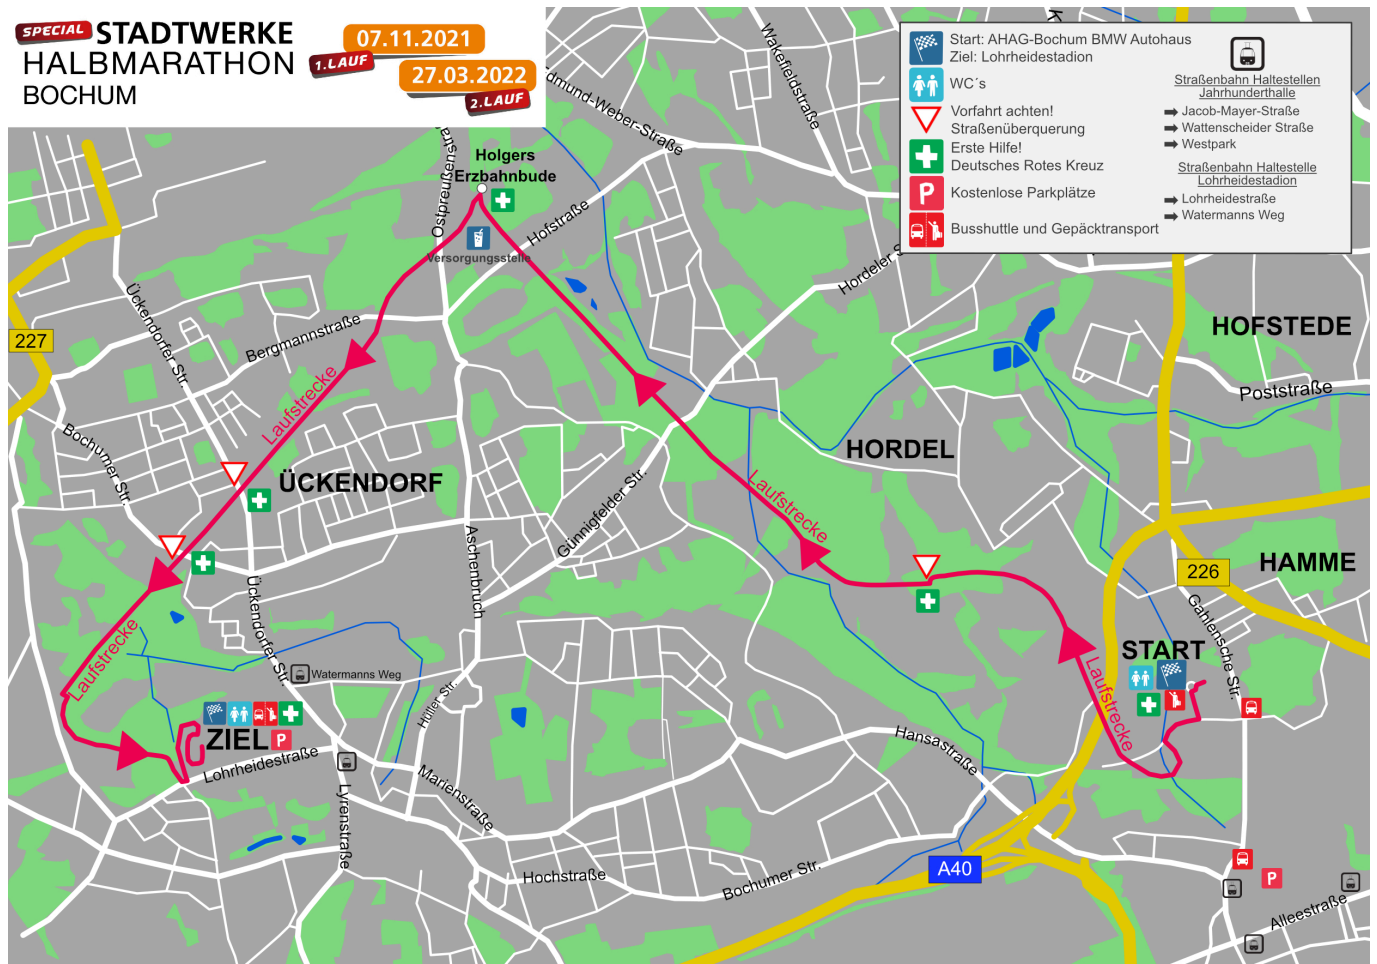 SPECIAL STADTWERKE
HALBMARATHON
BOCHUM
07.11.2021
1.LAUF
27.03.2022
2.LAUF
Start: AHAG-Bochum BMW Autohaus
Ziel: Lohrheidestadion
WC´s
Vorfahrt achten!
Straßenüberquerung
Erste Hilfe!
Deutsches Rotes Kreuz
P
Kostenlose Parkplätze
Busshuttle und Gepäcktransport
Straßenbahn Haltestellen
Jahrhunderthalle
Jacob-Mayer-Straße
Wattenscheider Straße
Westpark
Straßenbahn Haltestelle
Lohrheidestadion
Lohrheidestraße
Watermanns Weg
Wakefieldstraße
dmund-Weber-Straße
Holgers
Erzbahnbude
Hofstraße
Versorgungsstelle
Hordeler S
Ückendorfer Str.
Bergmannstraße
227
HOFSTEDE
Poststraße
Laufstrecke
Bochumer Str.
ÜCKENDORF
HORDEL
Günnigfelder Str.
Laufstrecke
Aschenbruch
HAMME
226
Gahlensche Str.
Ückendorfer Str.
Laufstrecke
START
Laufstrecke
Watermanns Weg
Hüller Str.
ZIEL
P
Lohrheidestraße
Hansastraße
Marienstraße
Lyrenstraße
Hochstraße
Bochumer Str.
A40
P
Alleestraße